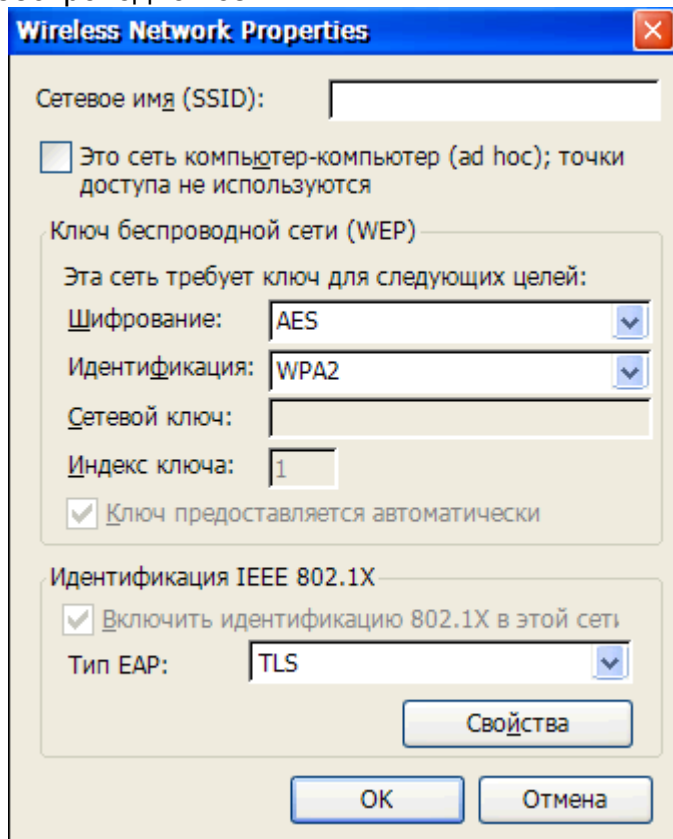 Wireless Network Properties
Сетевое имя (SSID):
Это сеть компьютер-компьютер (ad hoc); точки
доступа не используются
Ключ беспроводной сети (WEP)
Эта сеть требует ключ для следующих целей:
Шифрование: AES
Идентификация: WPA2
Сетевой ключ:
Индекс ключа: 1
Ключ предоставляется автоматически
Идентификация IEEE 802.1X
Включить идентификацию 802.1X в этой сети
Тип EAP: TLS
Свойства
OK Отмена